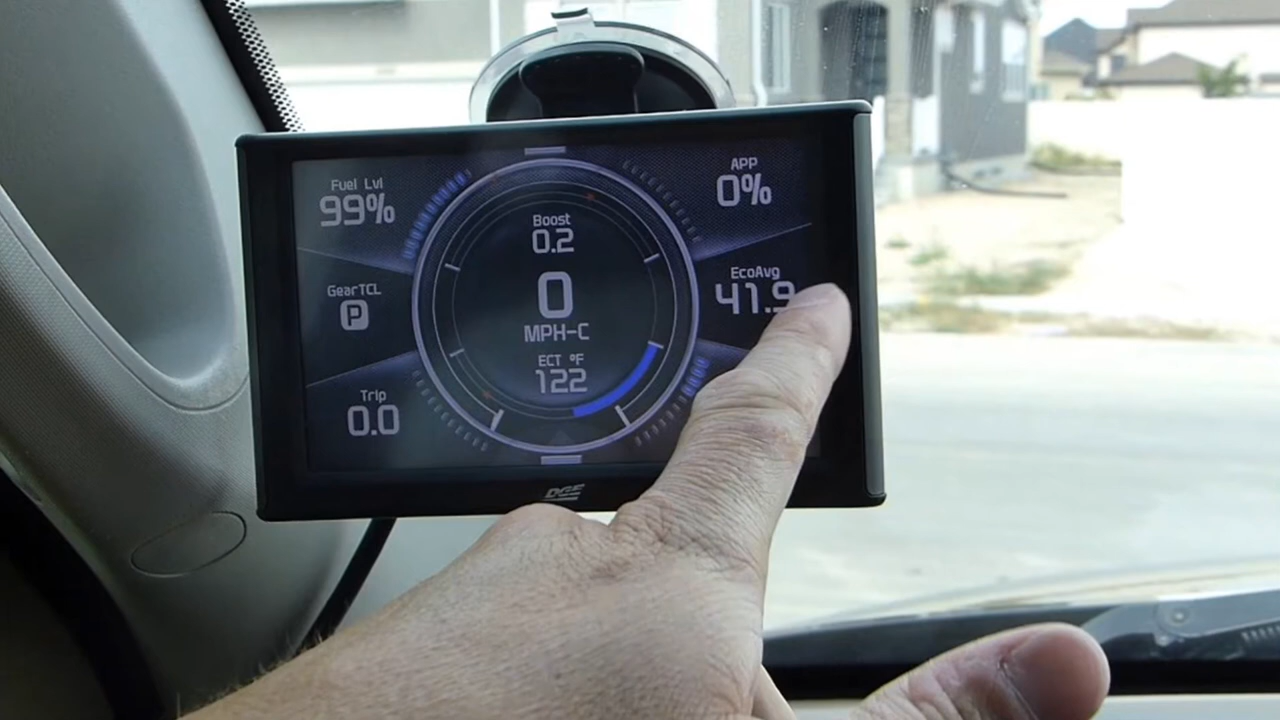 Fuel Lvl
99%
GearTCL
P
Trip
0.0
Boost
0.2
0
MPH-C
ECT °F
122
APP
0%
EcoAvg
41.9